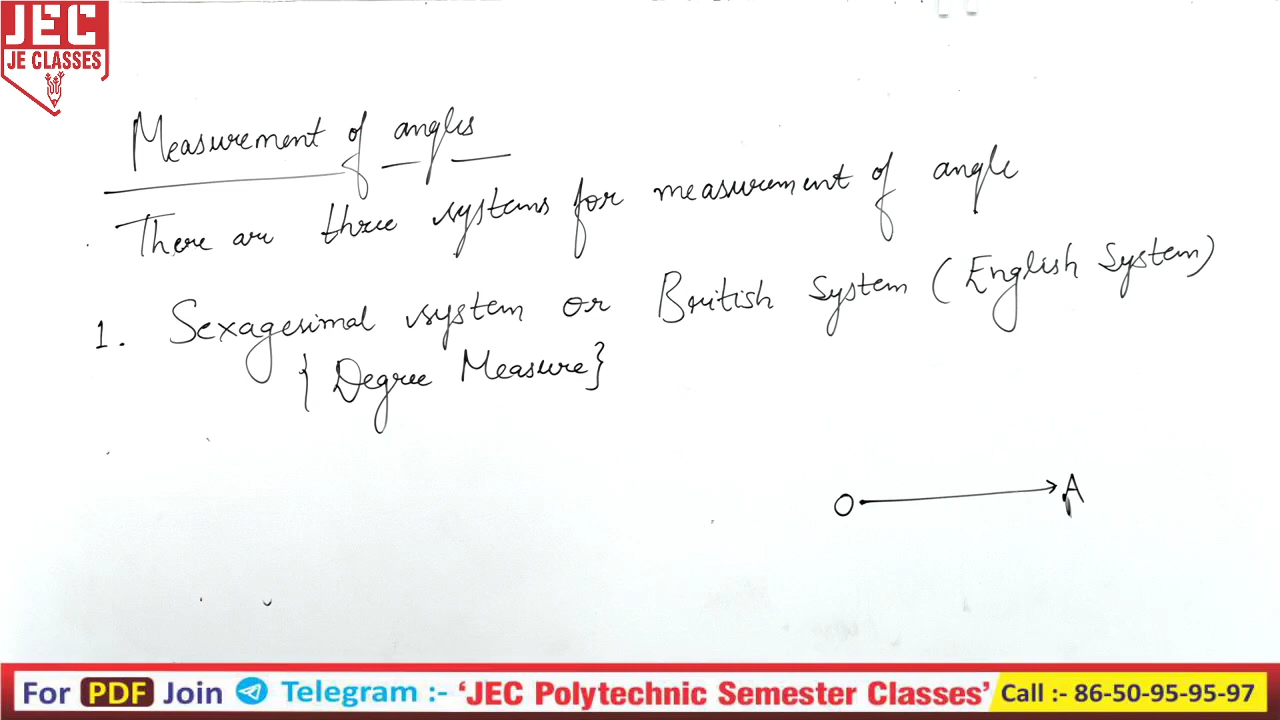 JEC
JE CLASSES
Measurement of angles
There are three systems for measurement of angle
1. Sexagesimal system or British System (English System)
{Degree Measure}
O A
For PDF Join Telegram :- 'JEC Polytechnic Semester Classes' Call :- 86-50-95-95-97